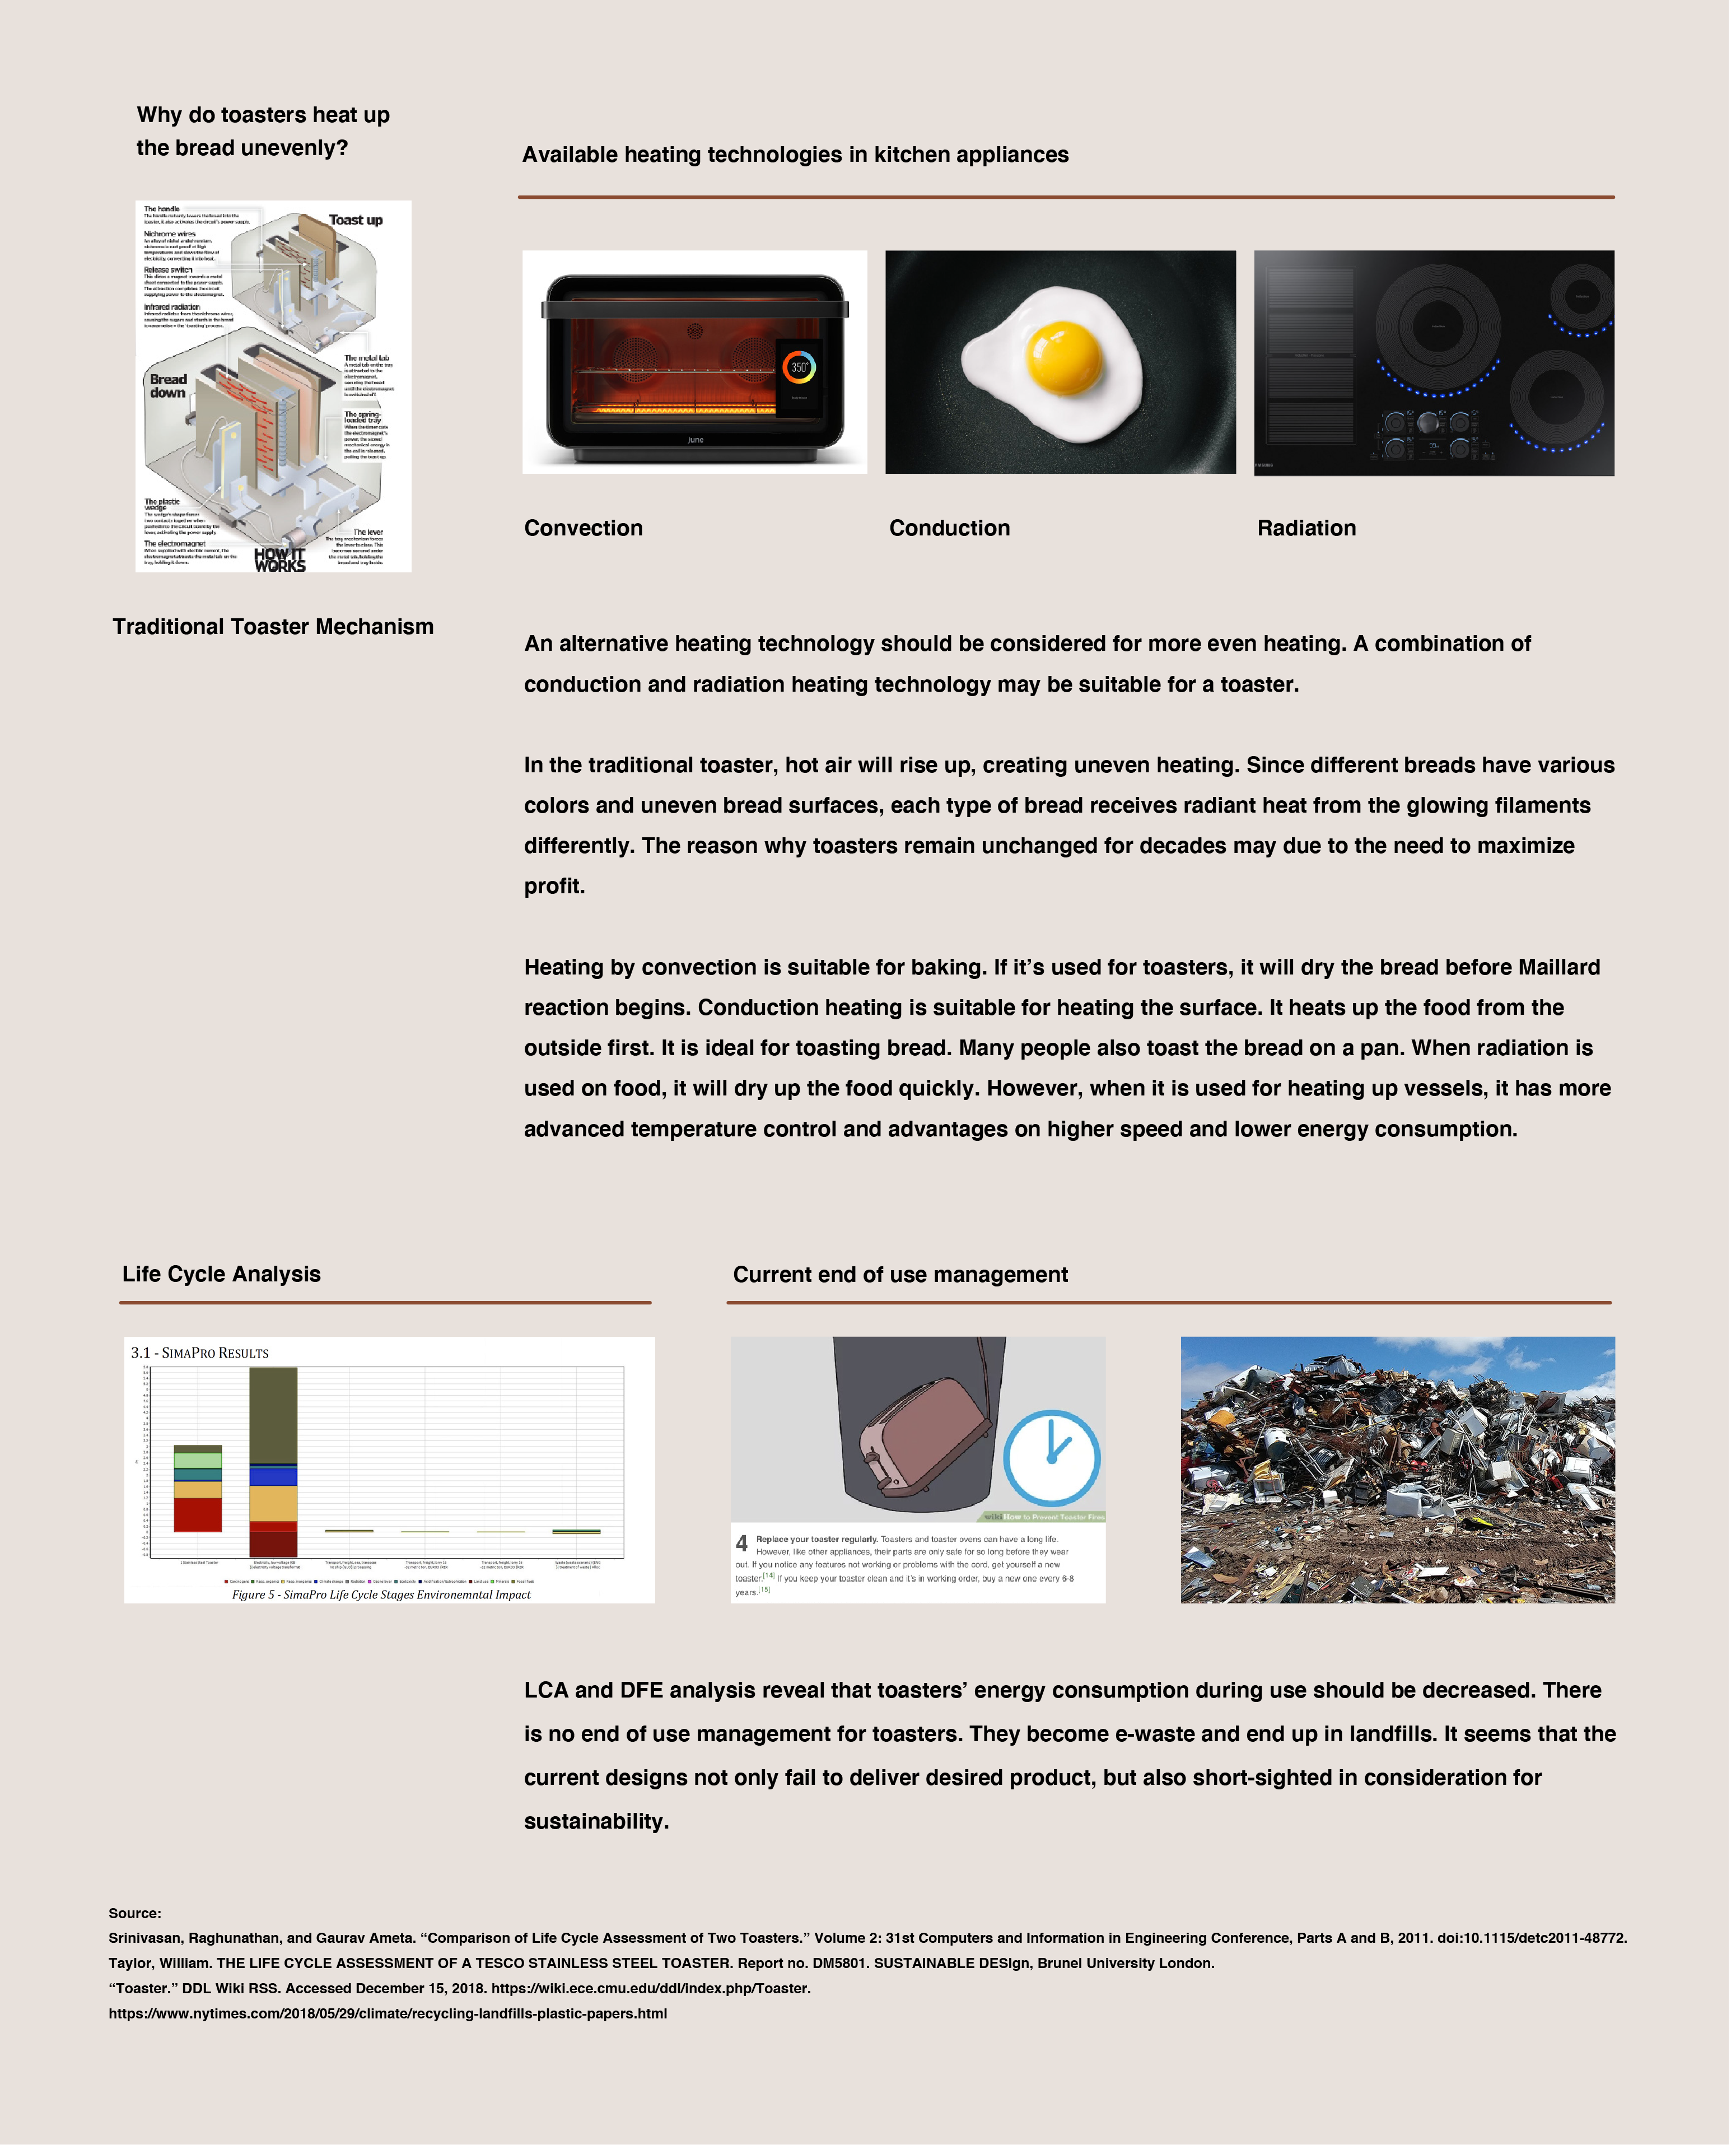 Why do toasters heat up
the bread unevenly?
Available heating technologies in kitchen appliances
The handle
Toast up
Nichrome wires
Release switch
Infrared radiation
The metal tab
Bread
down
The spring-
loaded tray
The plastic
wedge
The lever
The electromagnet
HOW IT
WORKS
350°
June
Convection
Conduction
Radiation
Traditional Toaster Mechanism
An alternative heating technology should be considered for more even heating. A combination of
conduction and radiation heating technology may be suitable for a toaster.
In the traditional toaster, hot air will rise up, creating uneven heating. Since different breads have various
colors and uneven bread surfaces, each type of bread receives radiant heat from the glowing filaments
differently. The reason why toasters remain unchanged for decades may due to the need to maximize
profit.
Heating by convection is suitable for baking. If it’s used for toasters, it will dry the bread before Maillard
reaction begins. Conduction heating is suitable for heating the surface. It heats up the food from the
outside first. It is ideal for toasting bread. Many people also toast the bread on a pan. When radiation is
used on food, it will dry up the food quickly. However, when it is used for heating up vessels, it has more
advanced temperature control and advantages on higher speed and lower energy consumption.
Life Cycle Analysis
Current end of use management
3.1 - SIMAPRO RESULTS
Figure 5 - SimaPro Life Cycle Stages Environemntal Impact
wikiHow to Prevent Toaster Fires
4 Replace your toaster regularly. Toasters and toaster ovens can have a long life.
However, like other appliances, their parts are only safe for so long before they wear
out. If you notice any features not working or problems with the cord, get yourself a new
toaster.[14] If you keep your toaster clean and it's in working order, buy a new one every 6-8
years.[15]
LCA and DFE analysis reveal that toasters’ energy consumption during use should be decreased. There
is no end of use management for toasters. They become e-waste and end up in landfills. It seems that the
current designs not only fail to deliver desired product, but also short-sighted in consideration for
sustainability.
Source:
Srinivasan, Raghunathan, and Gaurav Ameta. “Comparison of Life Cycle Assessment of Two Toasters.” Volume 2: 31st Computers and Information in Engineering Conference, Parts A and B, 2011. doi:10.1115/detc2011-48772.
Taylor, William. THE LIFE CYCLE ASSESSMENT OF A TESCO STAINLESS STEEL TOASTER. Report no. DM5801. SUSTAINABLE DESIgn, Brunel University London.
“Toaster.” DDL Wiki RSS. Accessed December 15, 2018. https://wiki.ece.cmu.edu/ddl/index.php/Toaster.
https://www.nytimes.com/2018/05/29/climate/recycling-landfills-plastic-papers.html